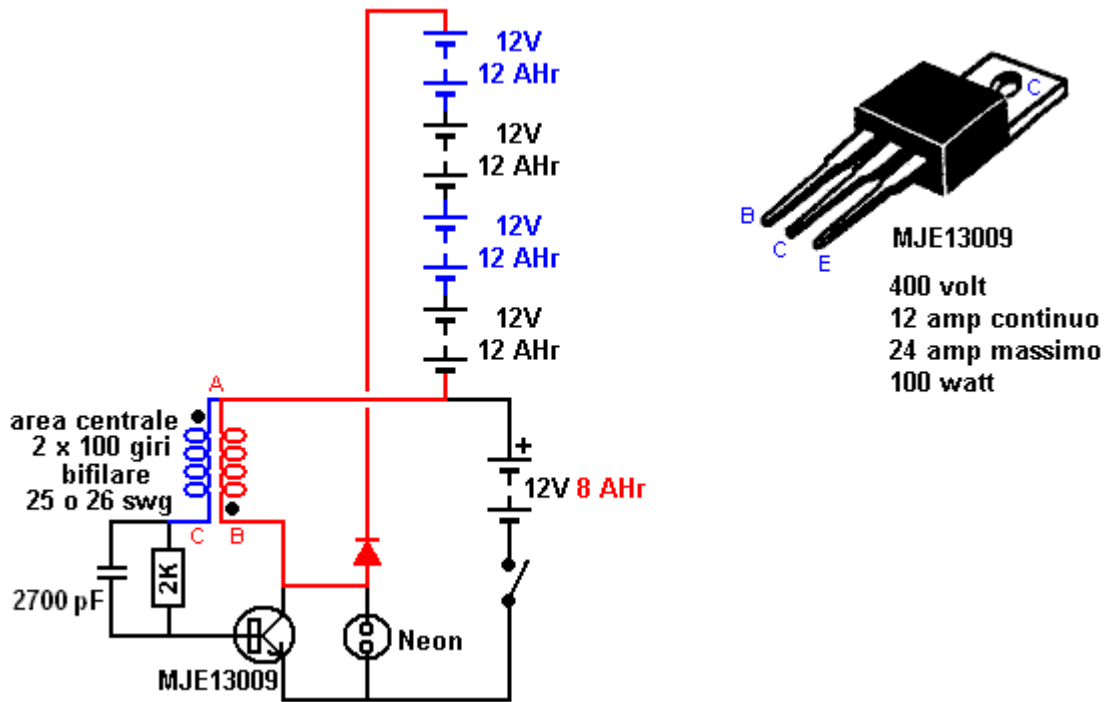 12V
12 AHr
12V
12 AHr
12V
12 AHr
12V
12 AHr
A
area centrale
2 x 100 giri
bifilare
25 o 26 swg
C
B
2700 pF
2K
MJE13009
Neon
+
12V 8 AHr
C
B
C
E
MJE13009
400 volt
12 amp continuo
24 amp massimo
100 watt